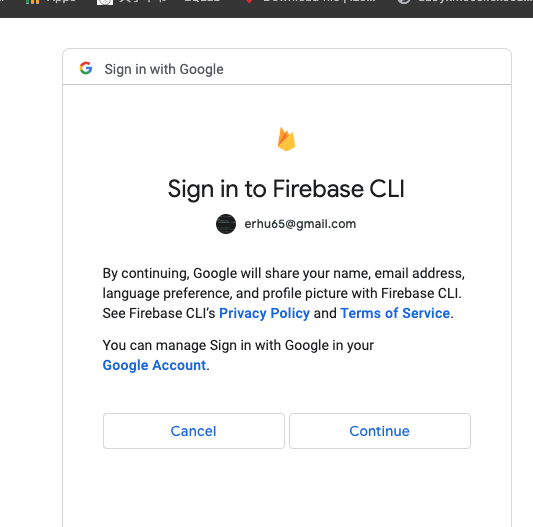 Apps
Sign in with Google
Sign in to Firebase CLI
erhu65@gmail.com
By continuing, Google will share your name, email address,
language preference, and profile picture with Firebase CLI.
See Firebase CLI’s Privacy Policy and Terms of Service.
You can manage Sign in with Google in your
Google Account.
Cancel
Continue